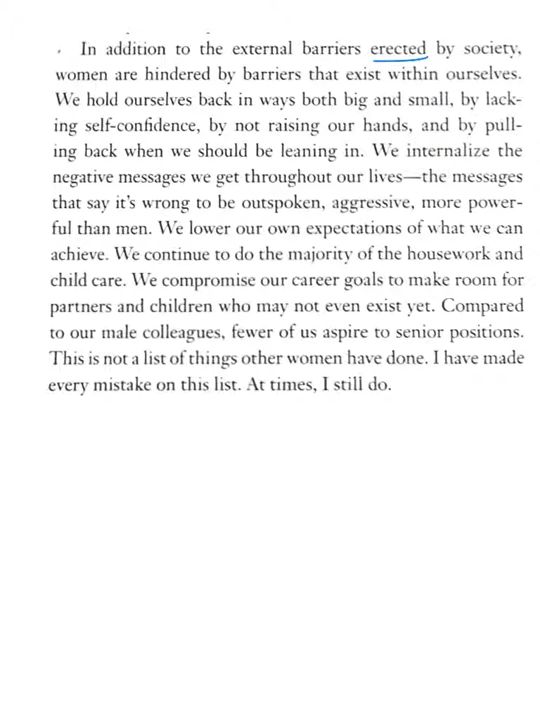 In addition to the external barriers erected by society,
women are hindered by barriers that exist within ourselves.
We hold ourselves back in ways both big and small, by lack-
ing self-confidence, by not raising our hands, and by pull-
ing back when we should be leaning in. We internalize the
negative messages we get throughout our lives—the messages
that say it's wrong to be outspoken, aggressive, more power-
ful than men. We lower our own expectations of what we can
achieve. We continue to do the majority of the housework and
child care. We compromise our career goals to make room for
partners and children who may not even exist yet. Compared
to our male colleagues, fewer of us aspire to senior positions.
This is not a list of things other women have done. I have made
every mistake on this list. At times, I still do.